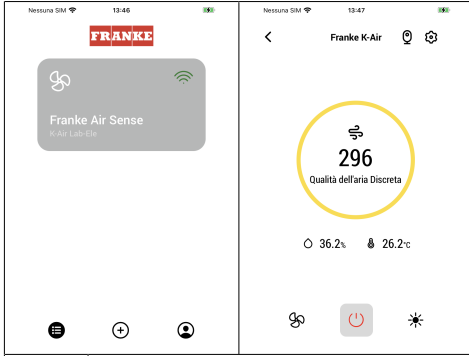 Nessuna SIM 13:46
FRANKE
Franke Air Sense
K-Air Lab-Ele
Nessuna SIM 13:47
Franke K-Air
296
Qualità dell'aria Discreta
36.2% 26.2°C